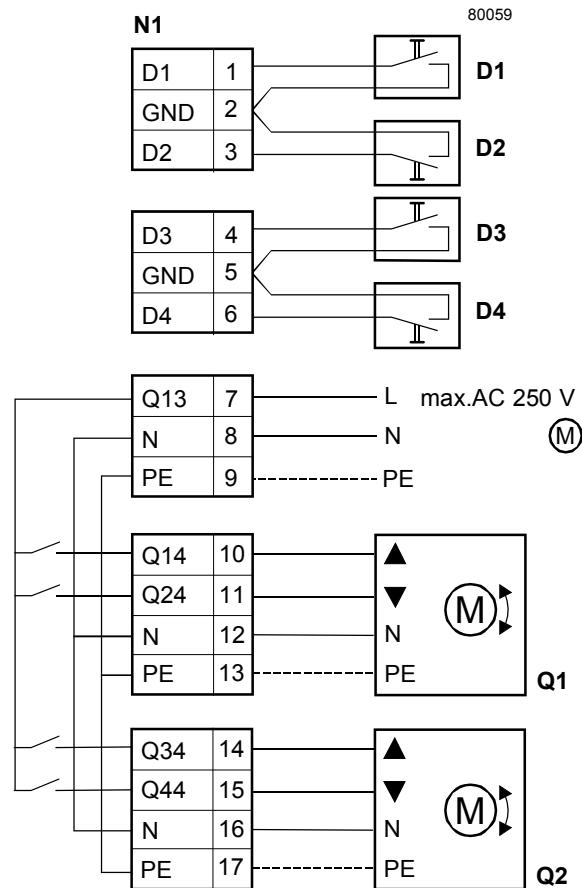 80059
N1
D1 1
D1
GND 2
D2 3
D2
D3 4
D3
GND 5
D4 6
D4
Q13 7 L max.AC 250 V
N 8 N M
PE 9 PE
Q14 10 ▲
Q24 11 ▼ M
N 12 N
PE 13 PE
Q1
Q34 14 ▲
Q44 15 ▼ M
N 16 N
PE 17 PE
Q2